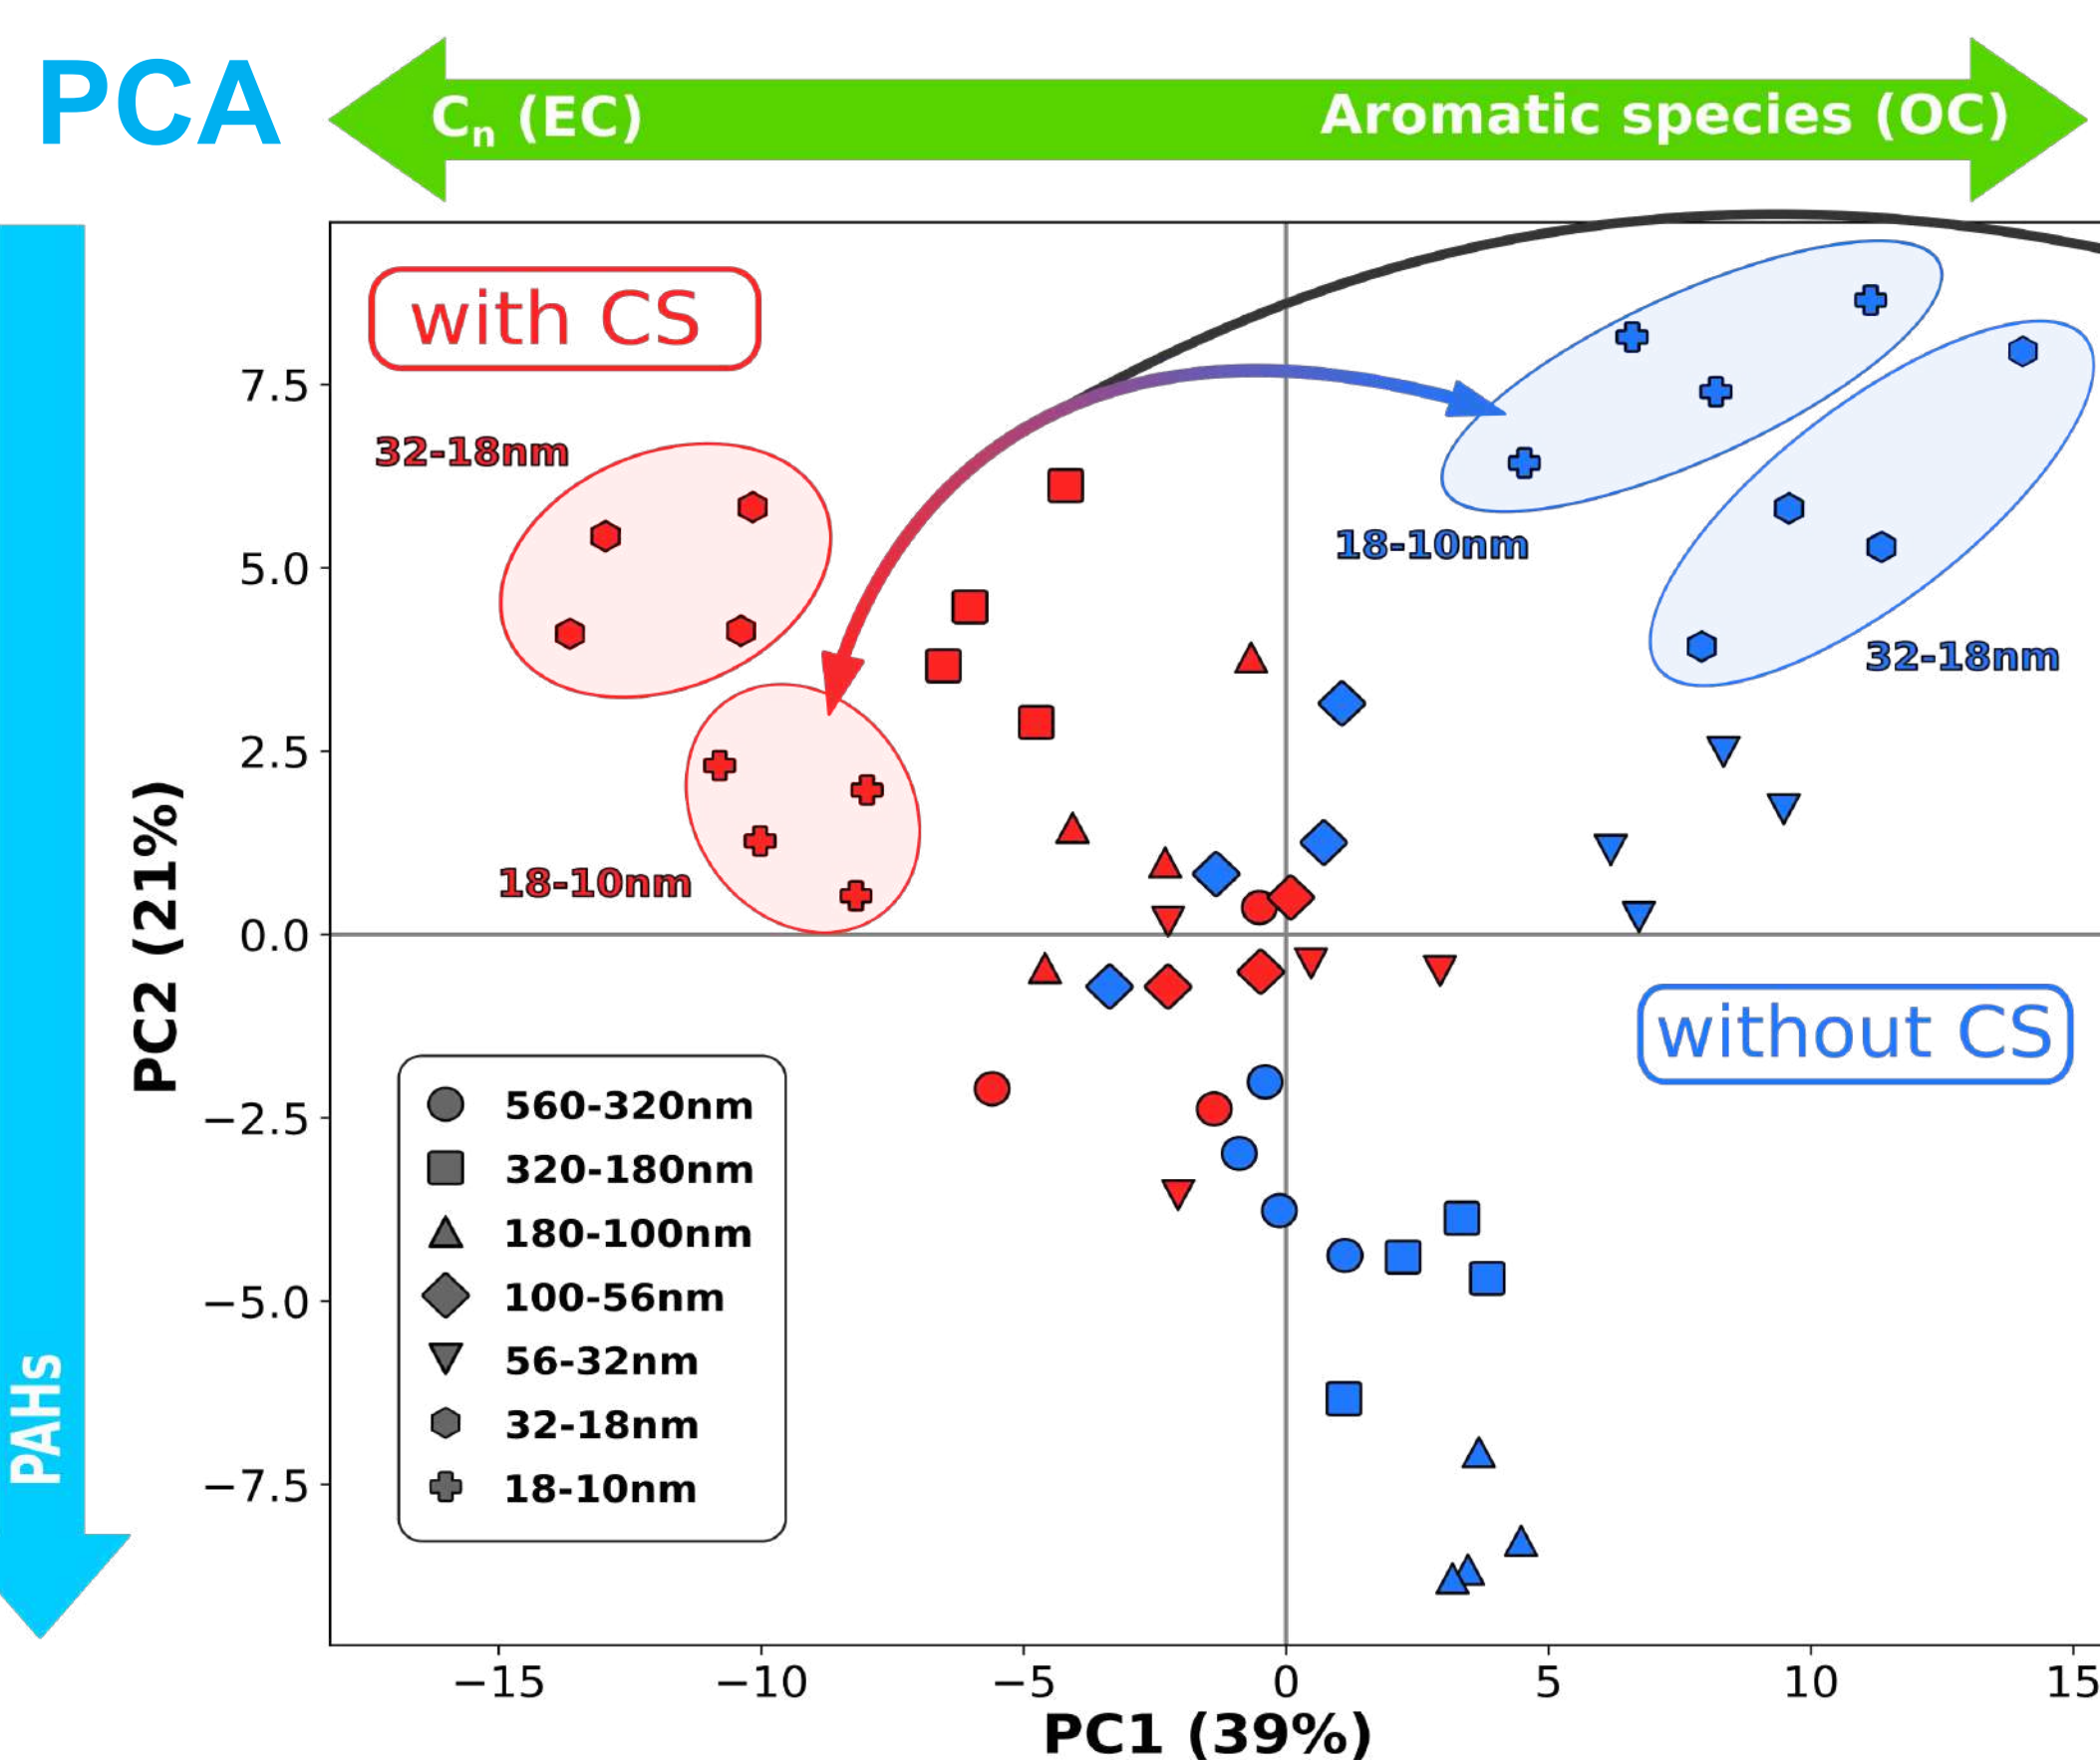 PCA
Cn (EC)
Aromatic species (OC)
with CS
32-18nm
18-10nm
18-10nm
32-18nm
without CS
7.5
5.0
2.5
0.0
−2.5
−5.0
−7.5
PC2 (21%)
PAHs
560-320nm
320-180nm
180-100nm
100-56nm
56-32nm
32-18nm
18-10nm
−15
−10
−5
0
5
10
15
PC1 (39%)